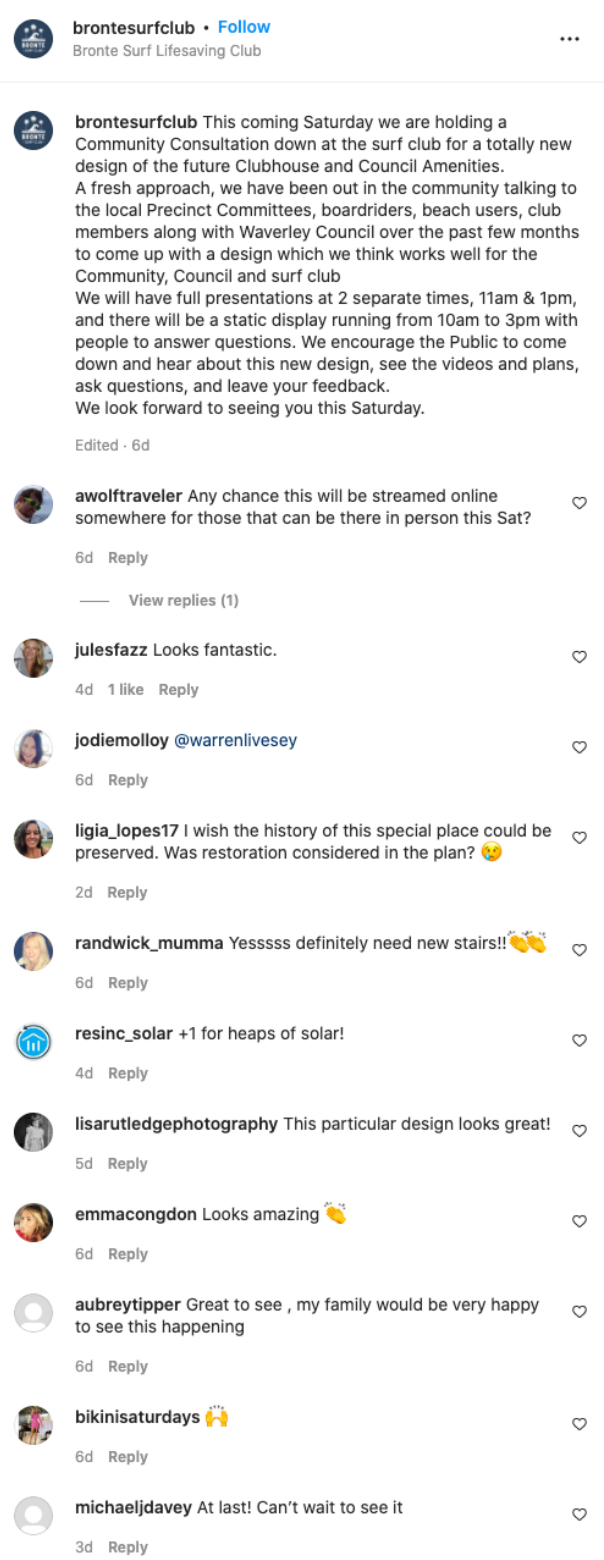 brontesurfclub • Follow
Bronte Surf Lifesaving Club
brontesurfclub This coming Saturday we are holding a
Community Consultation down at the surf club for a totally new
design of the future Clubhouse and Council Amenities.
A fresh approach, we have been out in the community talking to
the local Precinct Committees, boardriders, beach users, club
members along with Waverley Council over the past few months
to come up with a design which we think works well for the
Community, Council and surf club
We will have full presentations at 2 separate times, 11am & 1pm,
and there will be a static display running from 10am to 3pm with
people to answer questions. We encourage the Public to come
down and hear about this new design, see the videos and plans,
ask questions, and leave your feedback.
We look forward to seeing you this Saturday.
Edited · 6d
awolftraveler Any chance this will be streamed online
somewhere for those that can be there in person this Sat?
6d Reply
View replies (1)
julesfazz Looks fantastic.
4d 1 like Reply
jodiemolloy @warrenlivesey
6d Reply
ligia_lopes17 I wish the history of this special place could be
preserved. Was restoration considered in the plan? 😢
2d Reply
randwick_mumma Yesssss definitely need new stairs!!👏👏
6d Reply
resinc_solar +1 for heaps of solar!
4d Reply
lisarutledgephotography This particular design looks great!
5d Reply
emmacongdon Looks amazing 👏
6d Reply
aubreytipper Great to see , my family would be very happy
to see this happening
6d Reply
bikinisaturdays 🙌
6d Reply
michaeljdavey At last! Can’t wait to see it
3d Reply